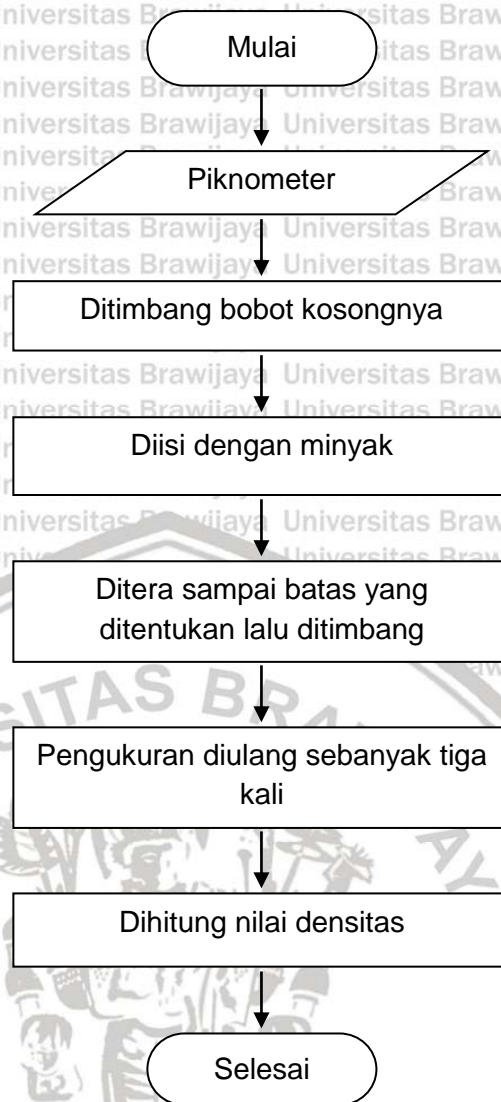 Mulai
Piknometer
Ditimbang bobot kosongnya
Diisi dengan minyak
Ditera sampai batas yang
ditentukan lalu ditimbang
Pengukuran diulang sebanyak tiga
kali
Dihitung nilai densitas
Selesai